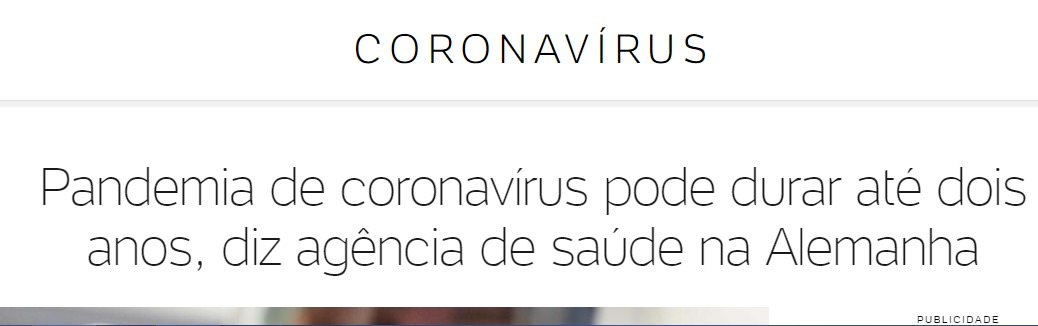 CORONAVÍRUS
Pandemia de coronavírus pode durar até dois
anos, diz agência de saúde na Alemanha
PUBLICIDADE